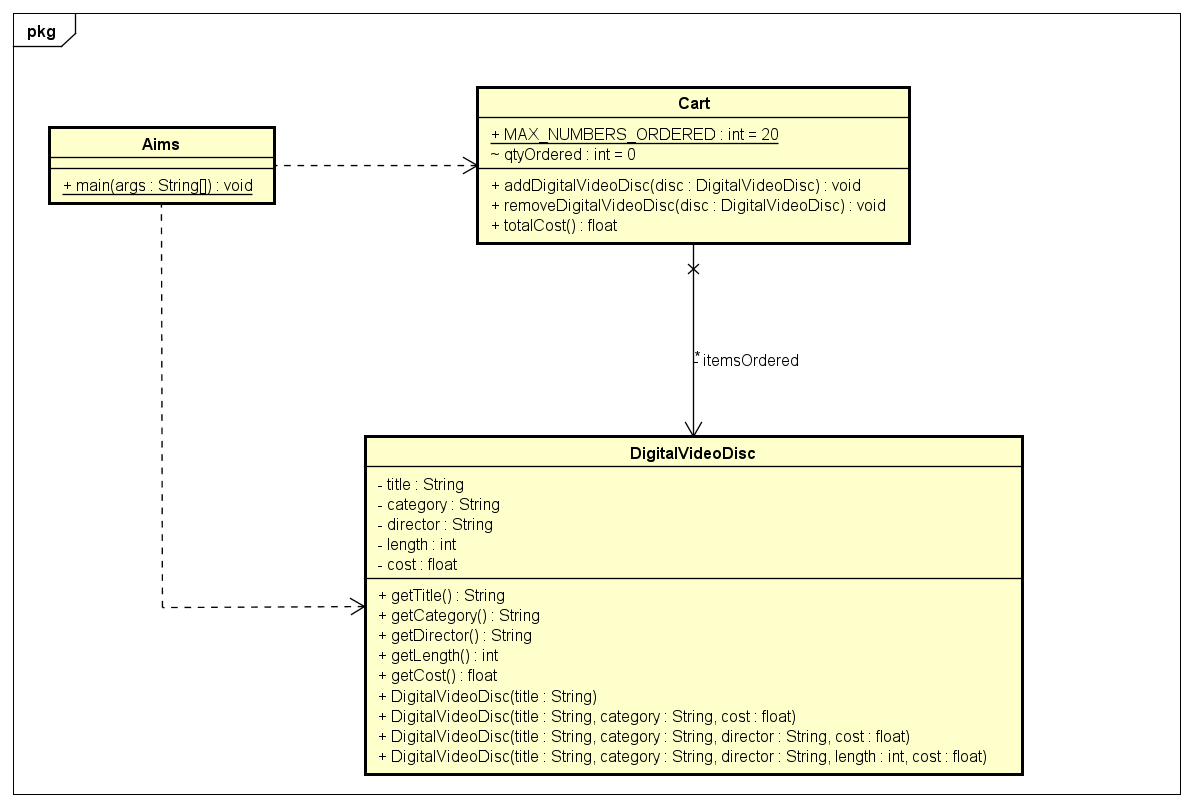 pkg
Aims
+ main(args : String[]) : void
Cart
+ MAX_NUMBERS_ORDERED : int = 20
~ qtyOrdered : int = 0
+ addDigitalVideoDisc(disc : DigitalVideoDisc) : void
+ removeDigitalVideoDisc(disc : DigitalVideoDisc) : void
+ totalCost() : float
*
- itemsOrdered
DigitalVideoDisc
- title : String
- category : String
- director : String
- length : int
- cost : float
+ getTitle() : String
+ getCategory() : String
+ getDirector() : String
+ getLength() : int
+ getCost() : float
+ DigitalVideoDisc(title : String)
+ DigitalVideoDisc(title : String, category : String, cost : float)
+ DigitalVideoDisc(title : String, category : String, director : String, cost : float)
+ DigitalVideoDisc(title : String, category : String, director : String, length : int, cost : float)